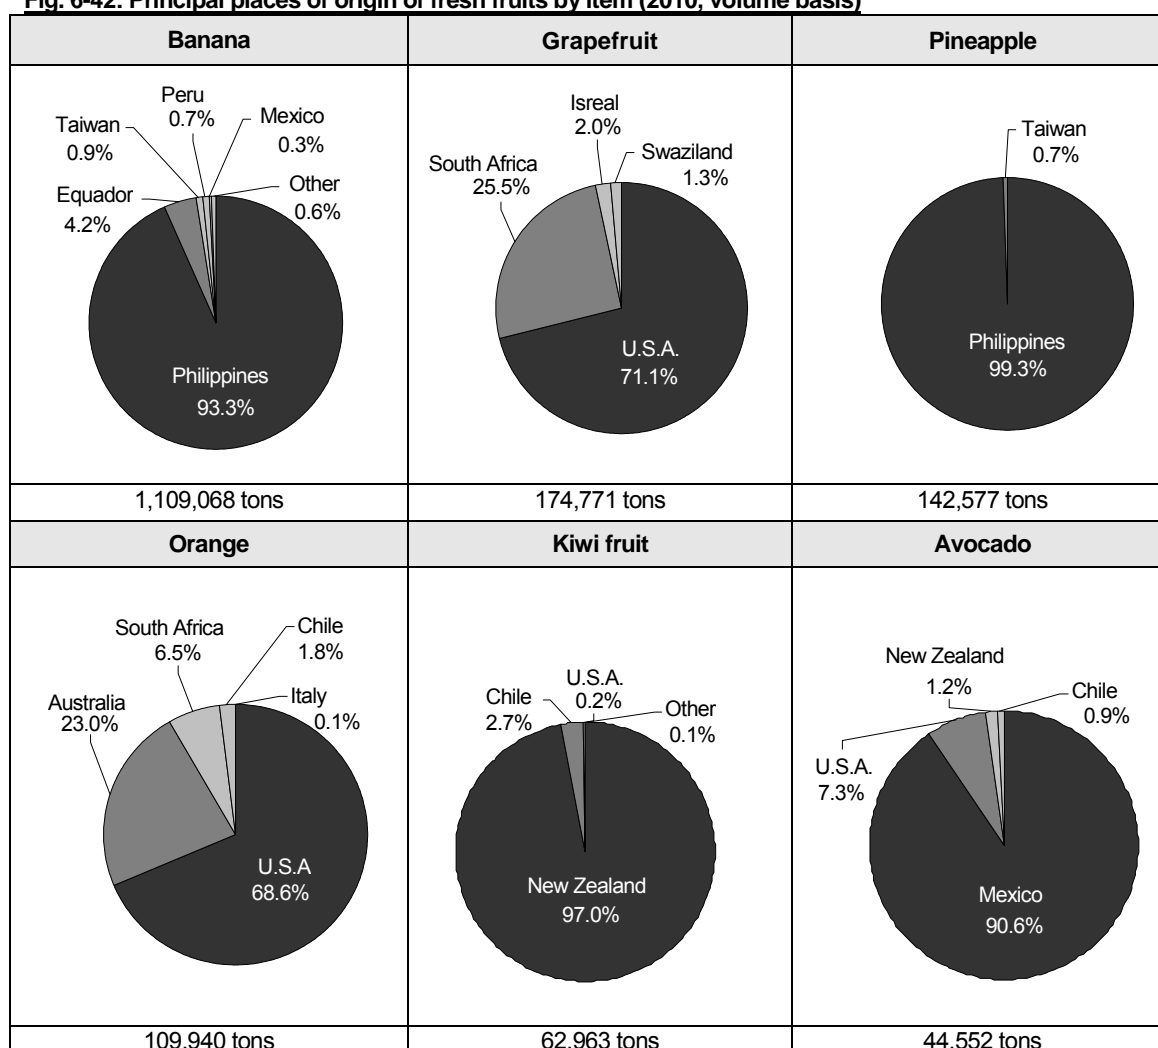 Fig. 6-42: Principal places of origin of fresh fruits by item (2010, volume basis)
Banana
Grapefruit
Pineapple
Peru
0.7%
Mexico
0.3%
Taiwan
0.9%
Other
0.6%
Equador
4.2%
Philippines
93.3%
Isreal
2.0%
Swaziland
1.3%
South Africa
25.5%
U.S.A.
71.1%
Taiwan
0.7%
Philippines
99.3%
1,109,068 tons
174,771 tons
142,577 tons
Orange
Kiwi fruit
Avocado
South Africa
6.5%
Chile
1.8%
Australia
23.0%
Italy
0.1%
U.S.A
68.6%
U.S.A.
0.2%
Chile
2.7%
Other
0.1%
New Zealand
97.0%
New Zealand
1.2%
Chile
0.9%
U.S.A.
7.3%
Mexico
90.6%
109,940 tons
62,963 tons
44,552 tons